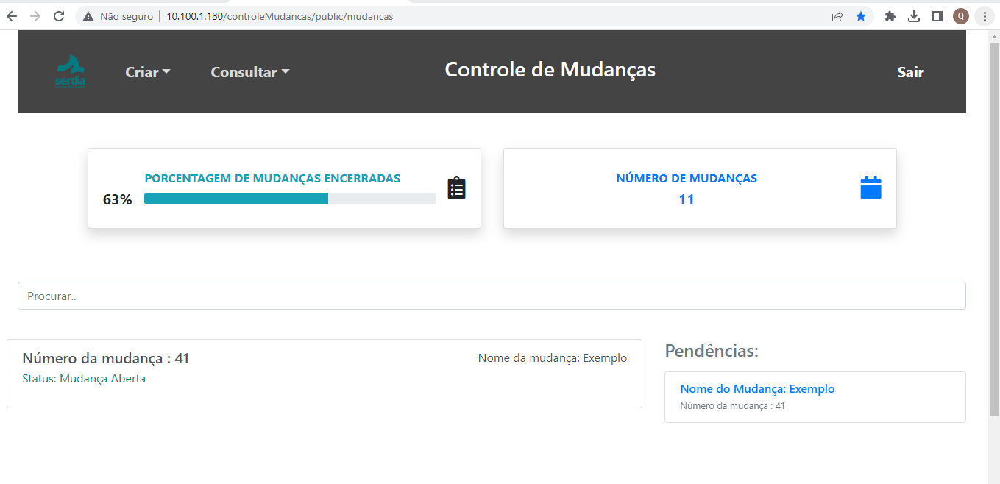 Não seguro 10.100.1.180/controleMudancas/public/mudancas Q
serdia Criar Consultar Controle de Mudanças Sair
PORCENTAGEM DE MUDANÇAS ENCERRADAS
63%
NÚMERO DE MUDANÇAS
11
Procurar..
Número da mudança : 41 Nome da mudança: Exemplo
Status: Mudança Aberta
Pendências:
Nome do Mudança: Exemplo
Número da mudança : 41